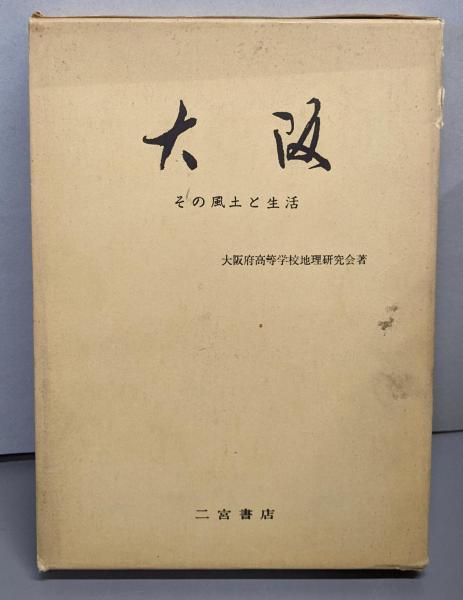 大阪
その風土と生活
大阪府高等学校地理研究会著
二宮書店